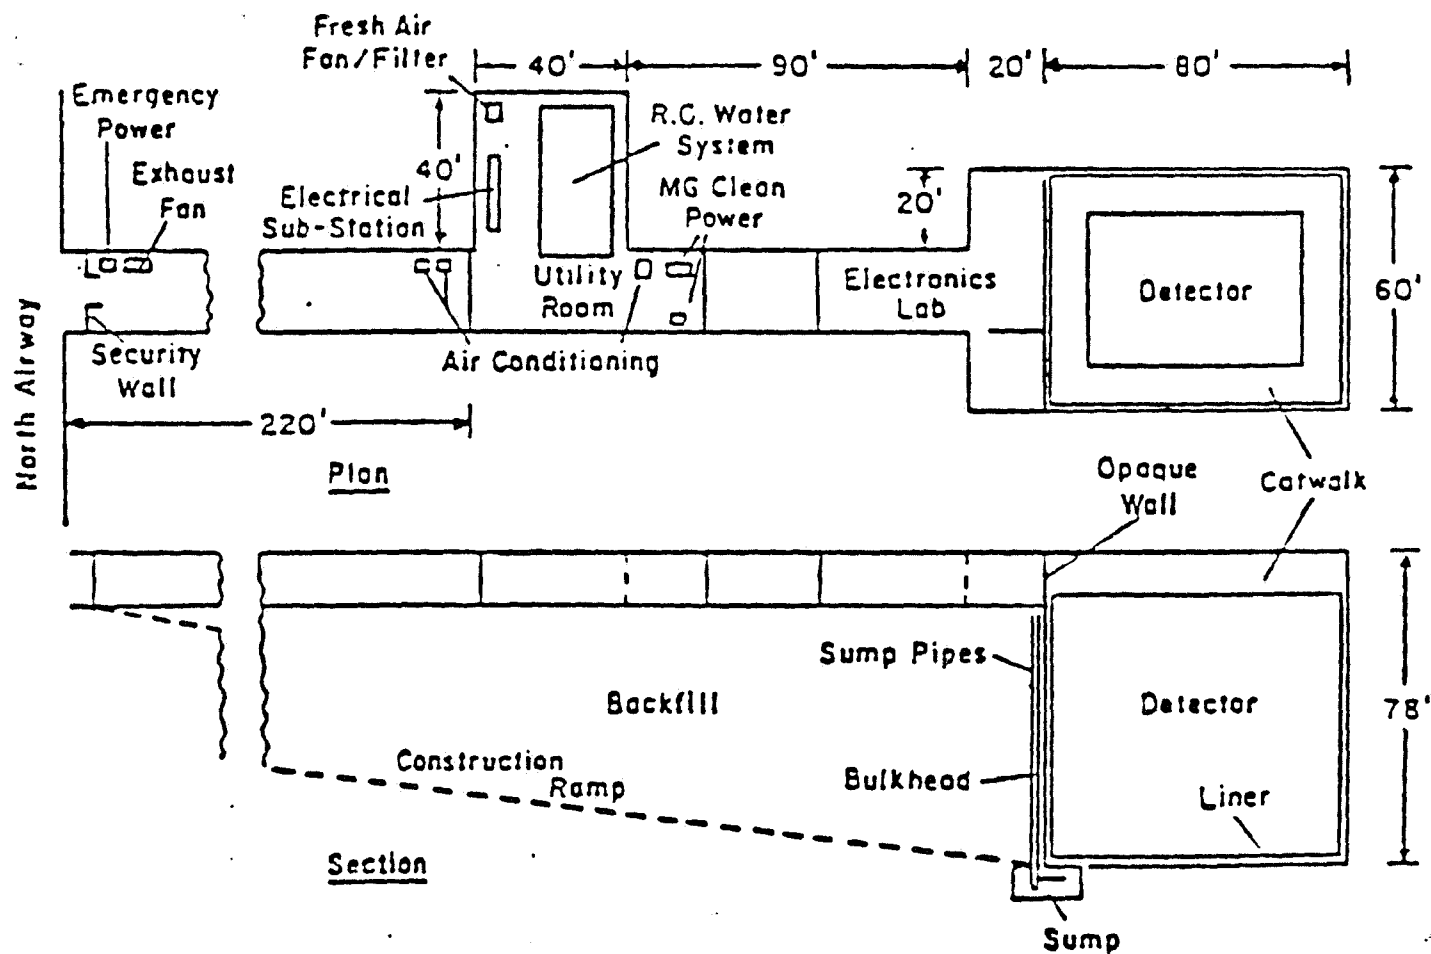 Fresh Air
Fan/Filter
40'
90'
20'
80'
Emergency
Power
Exhaust
Fan
40'
R.C. Water
System
Electrical
Sub-Station
MG Clean
Power
20'
Utility
Room
Electronics
Lab
Detector
60'
North Airway
Security
Wall
Air Conditioning
220'
Plan
Opaque
Wall
Catwalk
Sump Pipes
Backfill
Detector
78'
Construction
Ramp
Bulkhead
Liner
Section
Sump